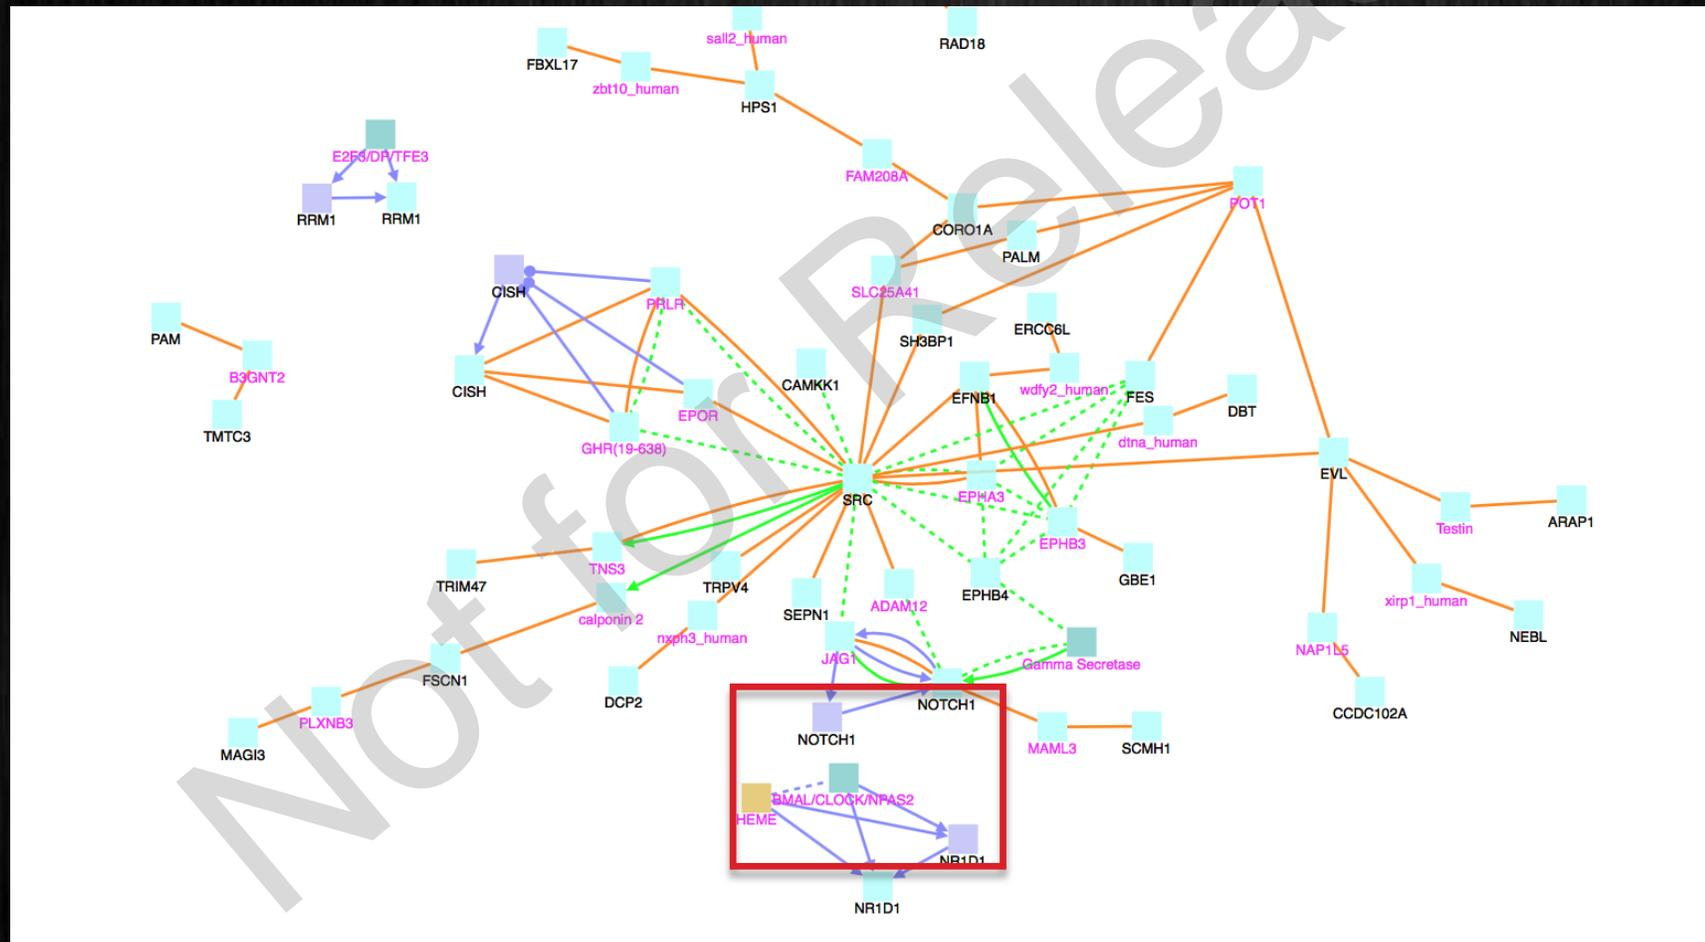 sall2_human
RAD18
FBXL17
zbt10_human
HPS1
E2F3/DP/TFE3
FAM208A
RRM1
RRM1
POT1
CORO1A
PALM
CISH
SLC25A41
PRLR
PAM
ERCC6L
SH3BP1
B3GNT2
CAMKK1
CISH
wdfy2_human
EFNB1
FES
DBT
EPOR
TMTC3
dtna_human
GHR(19-638)
EVL
EPHA3
SRC
Testin
ARAP1
EPHB3
TNS3
GBE1
TRIM47
TRPV4
EPHB4
xirp1_human
ADAM12
SEPN1
calponin 2
nxph3_human
NEBL
NAP1L5
JAG1
Gamma Secretase
FSCN1
DCP2
NOTCH1
CCDC102A
PLXNB3
NOTCH1
MAML3
SCMH1
MAGI3
BMAL/CLOCK/NPAS2
HEME
NR1D1
NR1D1
Not for Relea